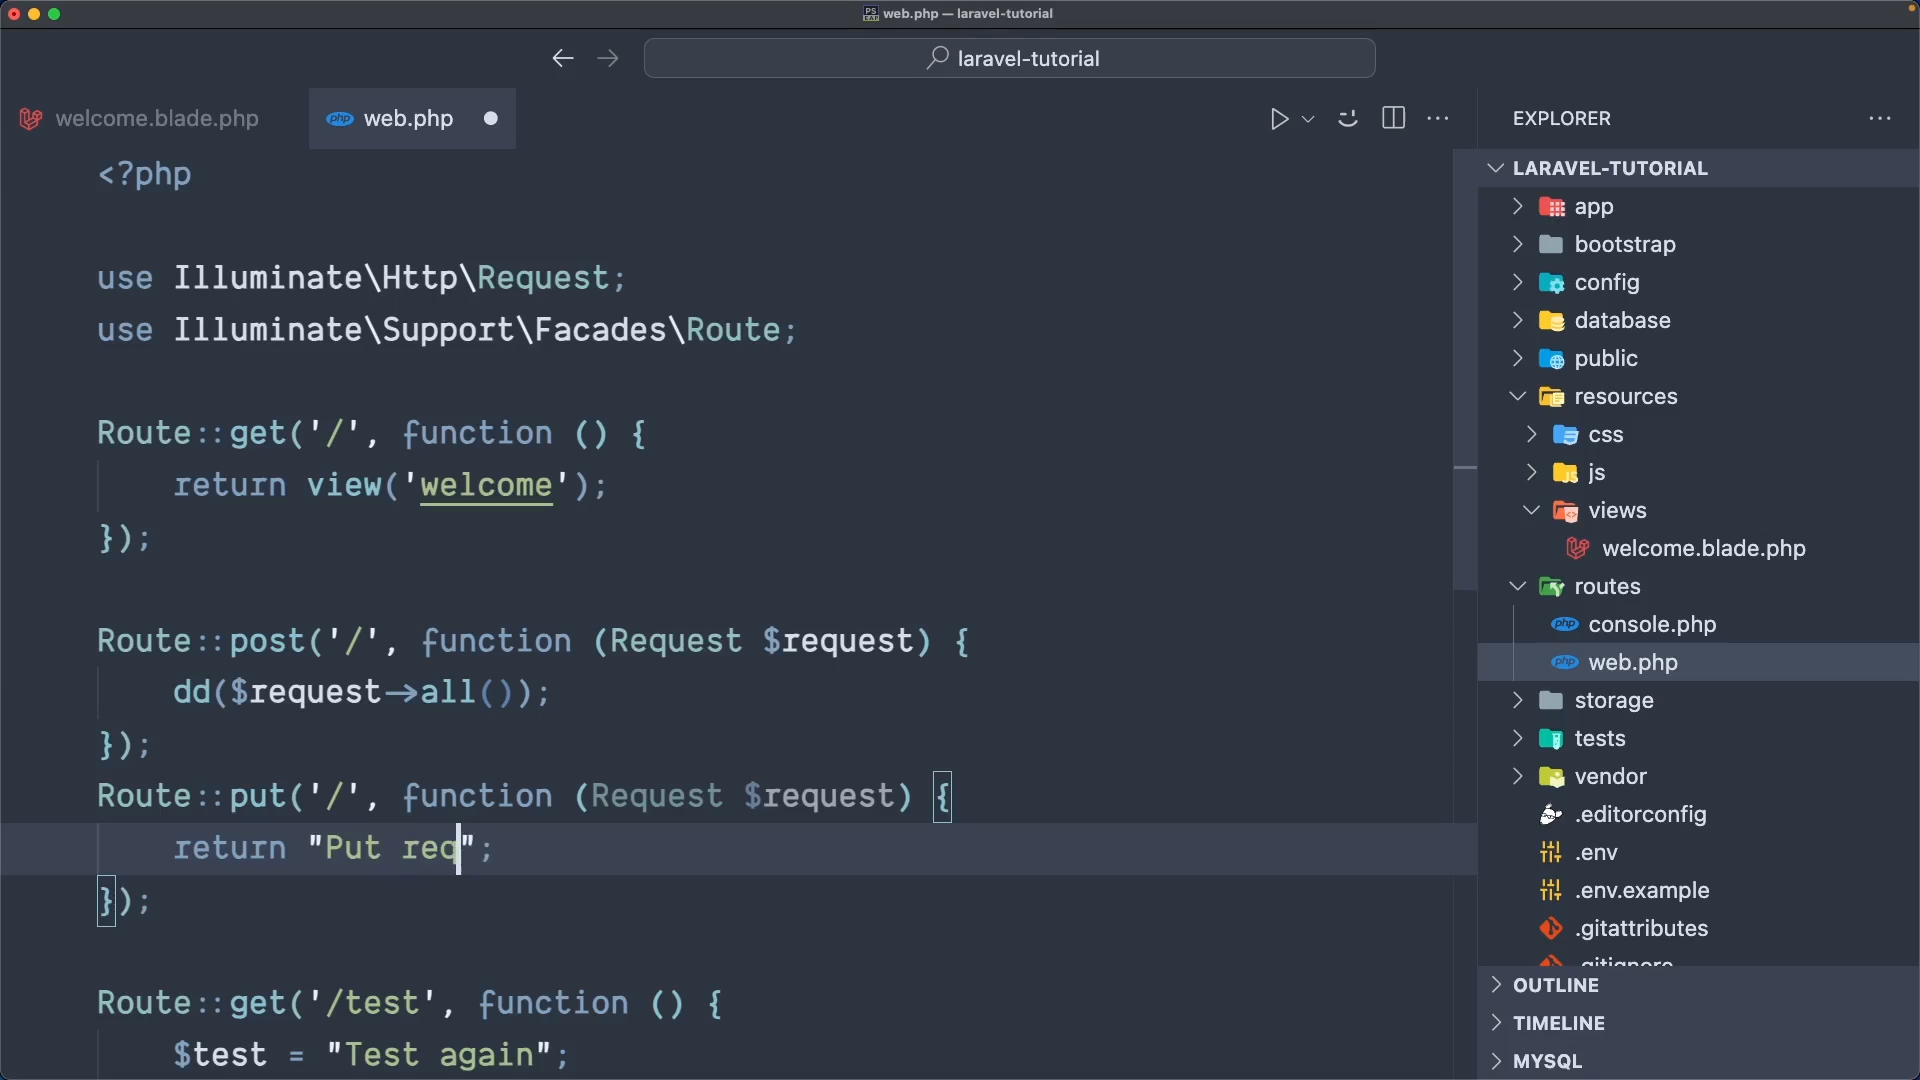 web.php — laravel-tutorial
laravel-tutorial
welcome.blade.php
web.php
<?php
use Illuminate\Http\Request;
use Illuminate\Support\Facades\Route;
Route::get('/', function () {
    return view('welcome');
});
Route::post('/', function (Request $request) {
    dd($request->all());
});
Route::put('/', function (Request $request) {
    return "Put req";
});
Route::get('/test', function () {
    $test = "Test again";
EXPLORER
LARAVEL-TUTORIAL
app
bootstrap
config
database
public
resources
css
js
views
welcome.blade.php
routes
php console.php
php web.php
storage
tests
vendor
.editorconfig
.env
.env.example
.gitattributes
.gitignore
OUTLINE
TIMELINE
MYSQL